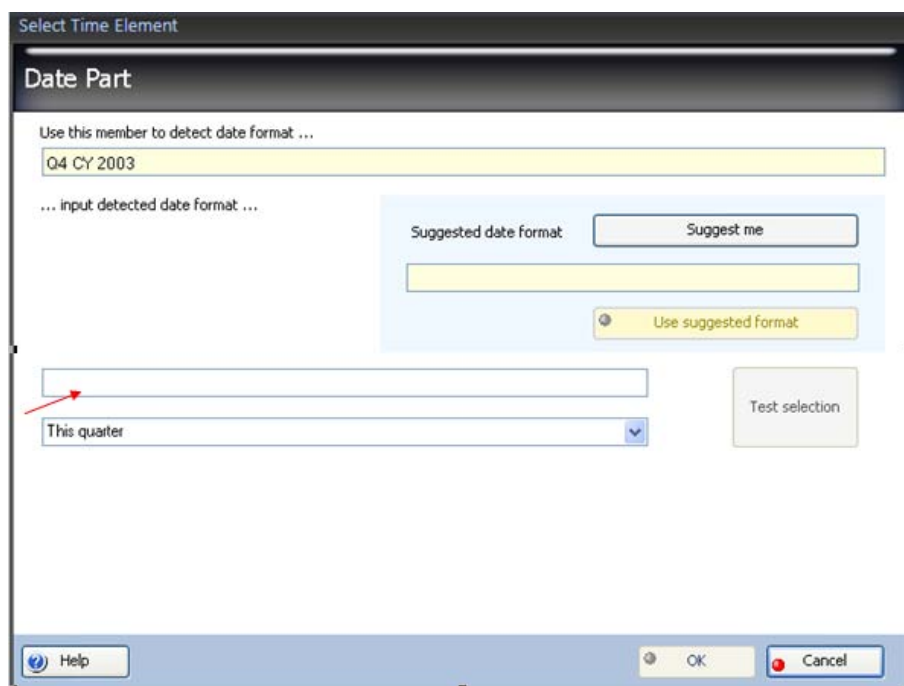 Select Time Element
Date Part
Use this member to detect date format ...
Q4 CY 2003
... input detected date format ...
Suggested date format
Suggest me
Use suggested format
Test selection
This quarter
Help
OK
Cancel